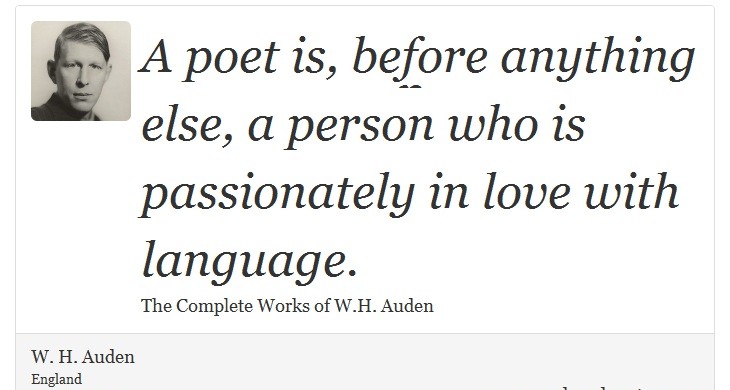 A poet is, before anything
else, a person who is
passionately in love with
language.
The Complete Works of W.H. Auden
W. H. Auden
England